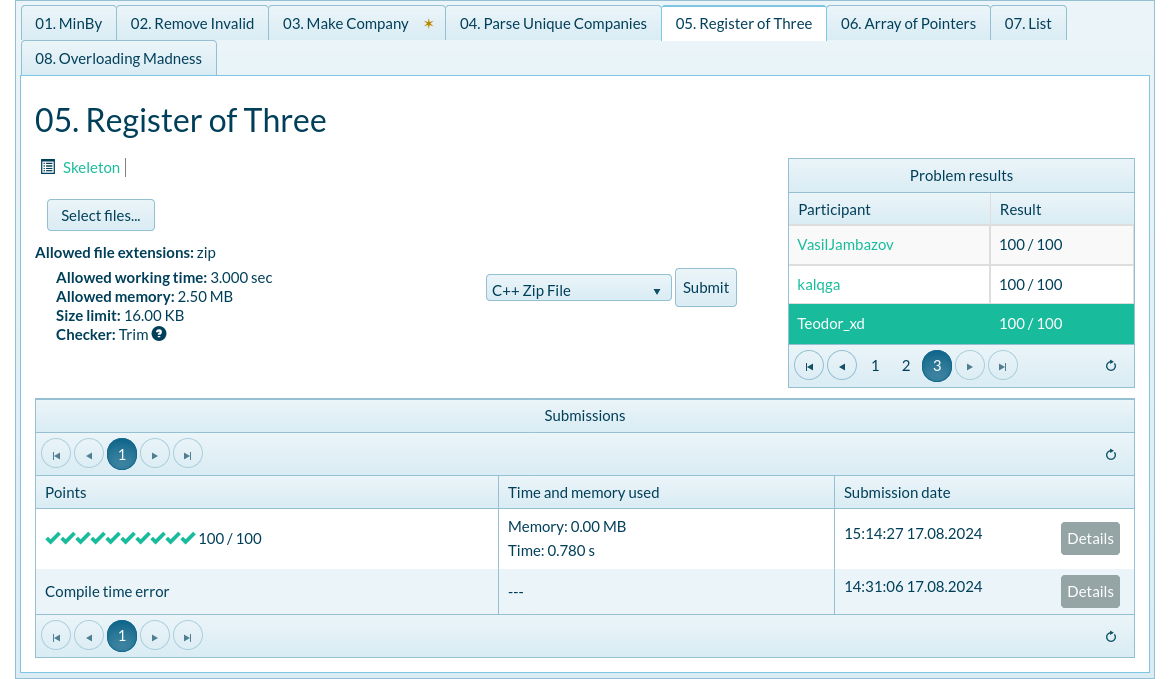 01. MinBy 02. Remove Invalid 03. Make Company 04. Parse Unique Companies 05. Register of Three 06. Array of Pointers 07. List
08. Overloading Madness
05. Register of Three
Skeleton
Select files...
Allowed file extensions: zip
Allowed working time: 3.000 sec
Allowed memory: 2.50 MB
Size limit: 16.00 KB
Checker: Trim ?
C++ Zip File
Submit
Problem results
Participant Result
VasilJambazov 100 / 100
kalqga 100 / 100
Teodor_xd 100 / 100
1 2 3
Submissions
1
Points Time and memory used Submission date
100 / 100 Memory: 0.00 MB 15:14:27 17.08.2024 Details
Time: 0.780 s
Compile time error --- 14:31:06 17.08.2024 Details
1